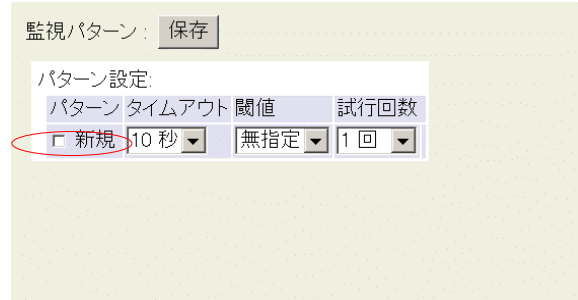 監視パターン : 保存
パターン設定:
パターン タイムアウト 閾値 試行回数
新規 10 秒 無指定 1 回